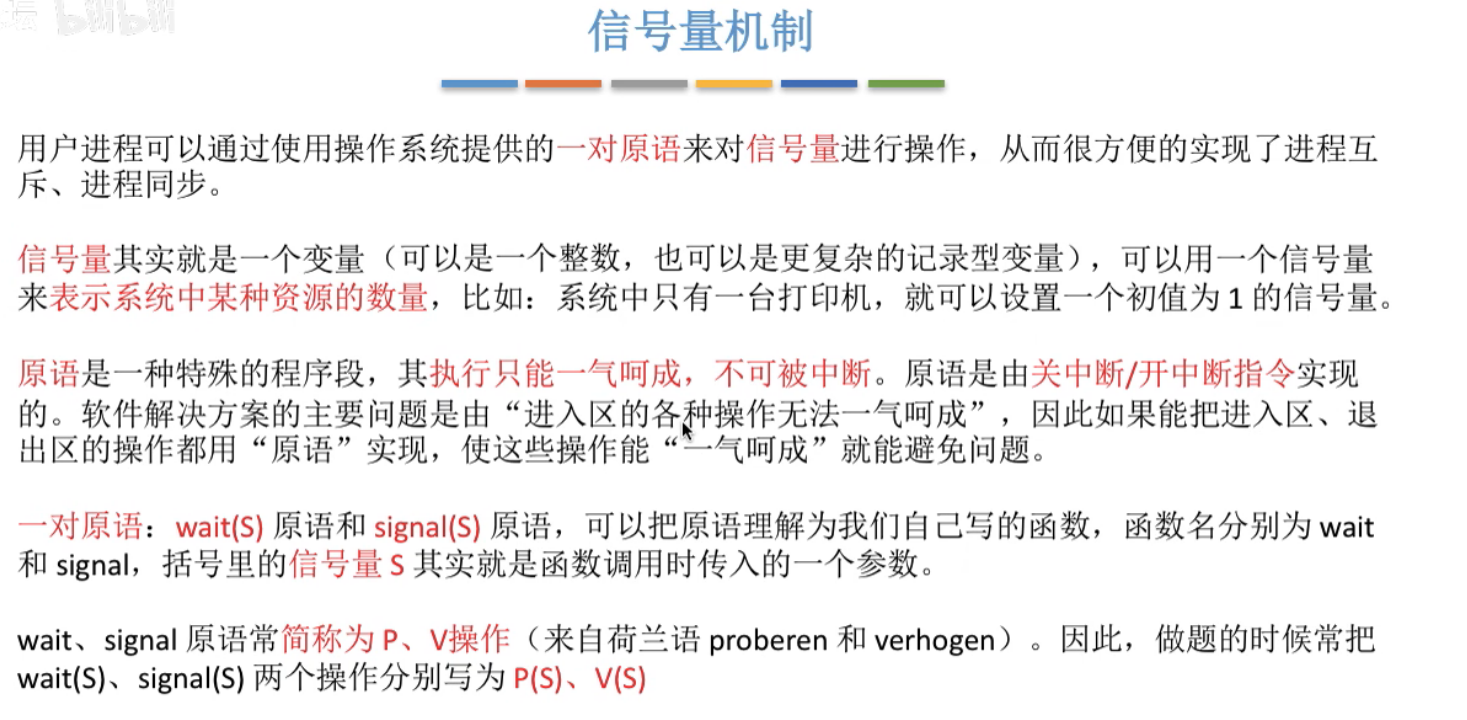 bilibili
信号量机制
用户进程可以通过使用操作系统提供的一对原语来对信号量进行操作，从而很方便的实现了进程互
斥、进程同步。
信号量其实就是一个变量（可以是一个整数，也可以是更复杂的记录型变量），可以用一个信号量
来表示系统中某种资源的数量，比如：系统中只有一台打印机，就可以设置一个初值为 1 的信号量。
原语是一种特殊的程序段，其执行只能一气呵成，不可被中断。原语是由关中断/开中断指令实现
的。软件解决方案的主要问题是由“进入区的各种操作无法一气呵成”，因此如果能把进入区、退
出区的操作都用“原语”实现，使这些操作能“一气呵成”就能避免问题。
一对原语：wait(S) 原语和 signal(S) 原语，可以把原语理解为我们自己写的函数，函数名分别为 wait
和 signal，括号里的信号量 S 其实就是函数调用时传入的一个参数。
wait、signal 原语常简称为 P、V操作（来自荷兰语 proberen 和 verhogen）。因此，做题的时候常把
wait(S)、signal(S) 两个操作分别写为 P(S)、V(S)